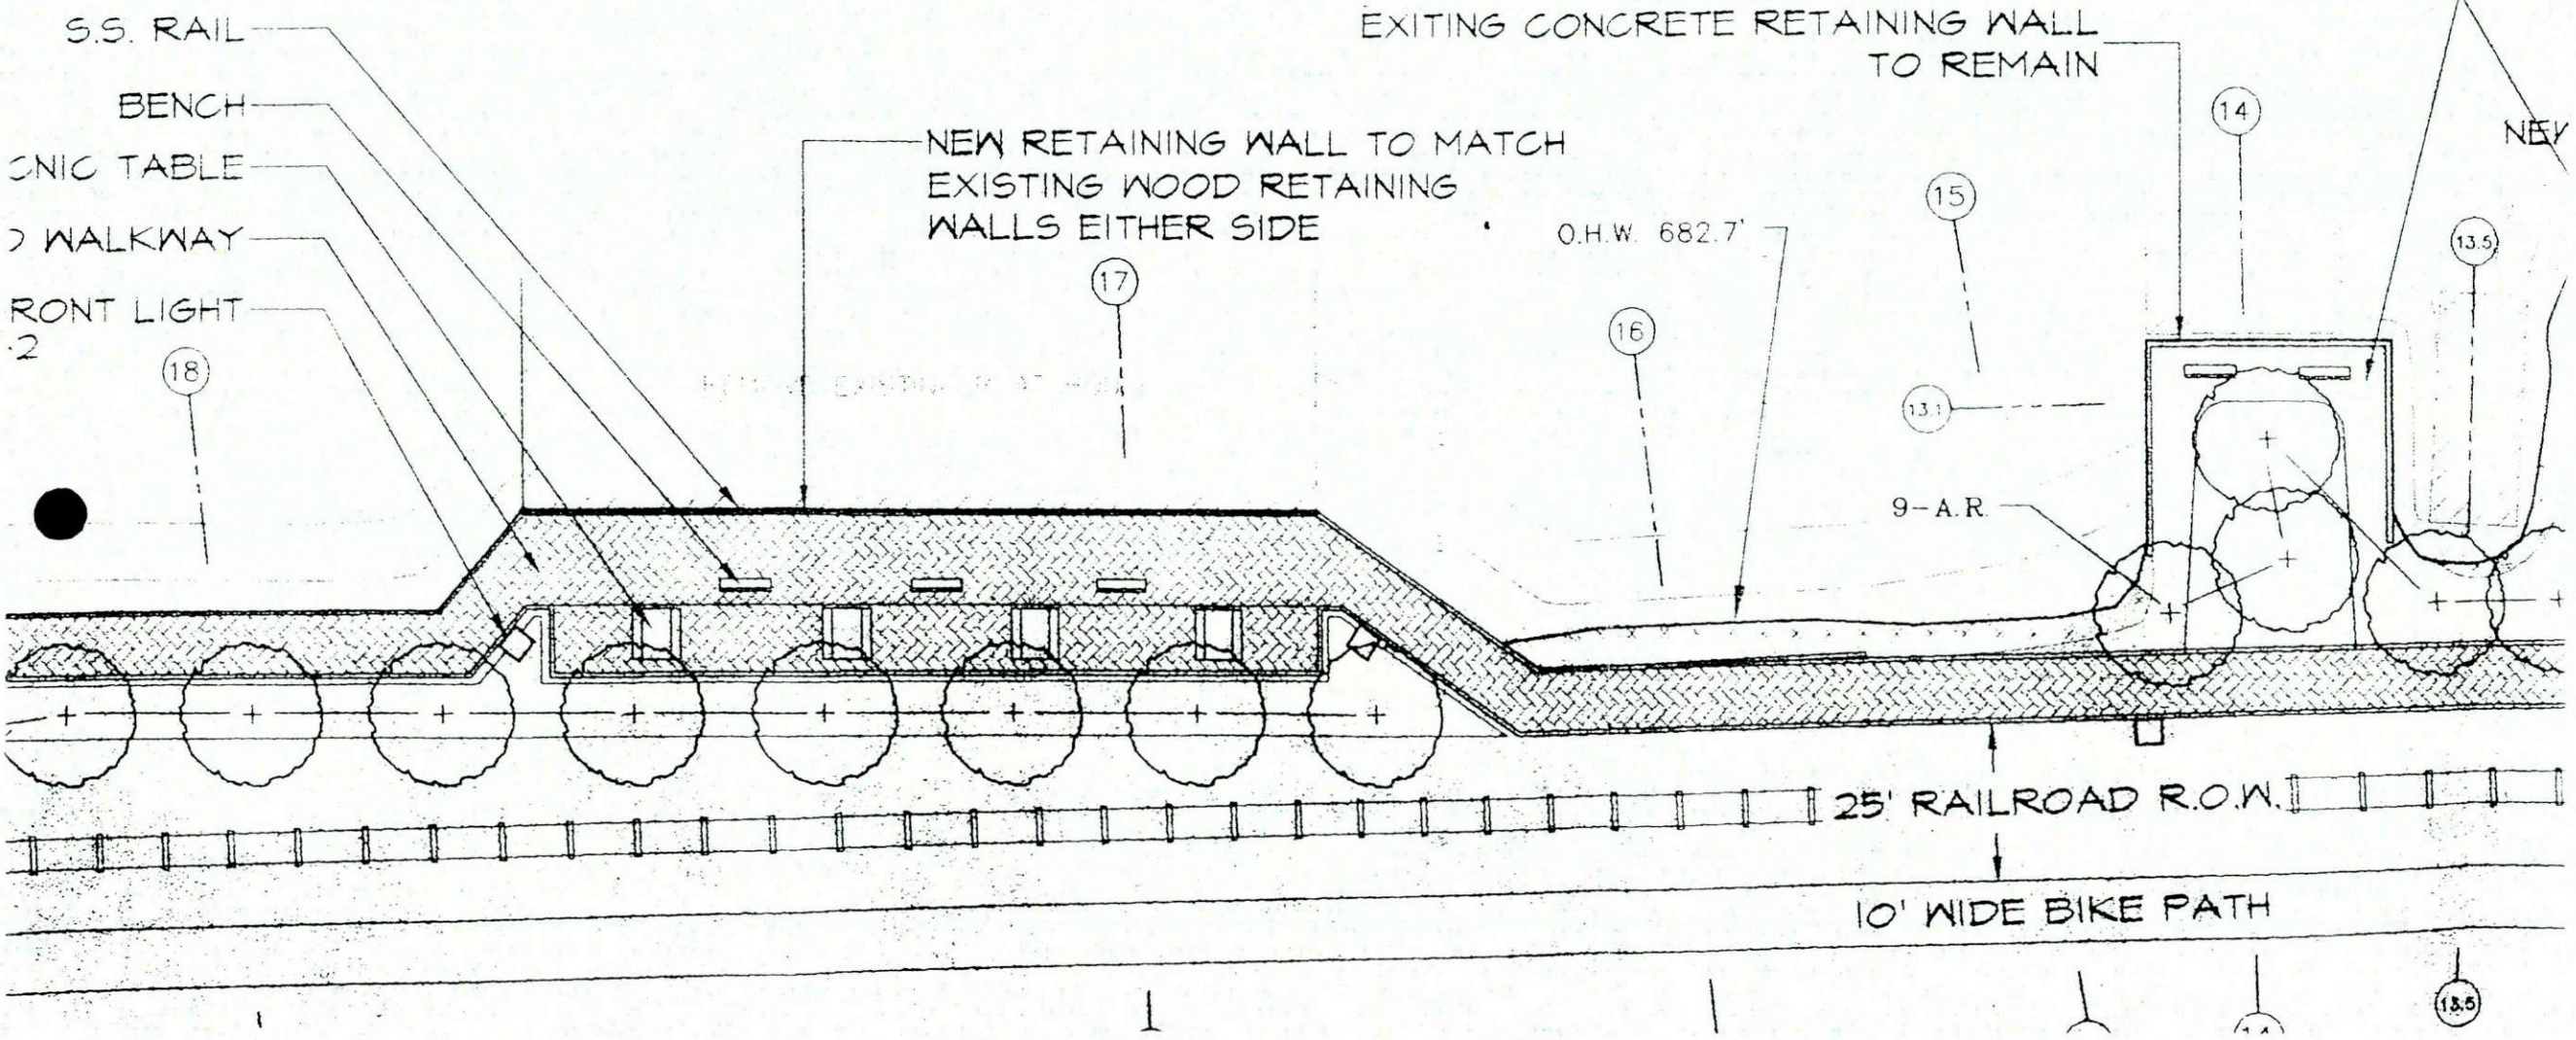 S.S. RAIL
BENCH
CNIC TABLE
WALKWAY
RONT LIGHT
2
18
NEW RETAINING WALL TO MATCH
EXISTING WOOD RETAINING
WALLS EITHER SIDE
17
EXITING CONCRETE RETAINING WALL
TO REMAIN
O.H.W. 682.7'
16
15
14
13.1
13.5
NEW
9-A.R.
25' RAILROAD R.O.W.
10' WIDE BIKE PATH
14
13.5